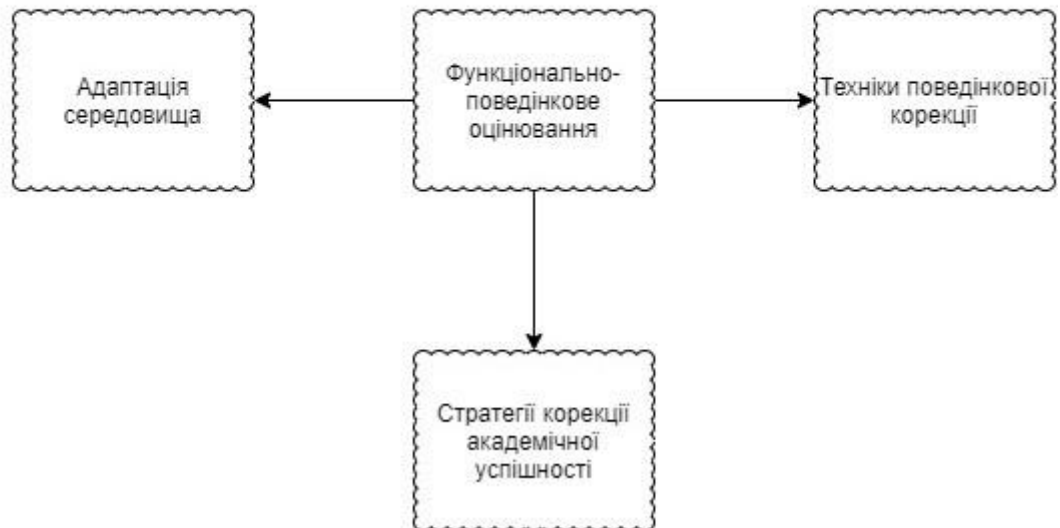 Адаптація
середовища
Функціонально-
поведінкове
оцінювання
Техніки поведінкової
корекції
Стратегії корекції
академічної
успішності